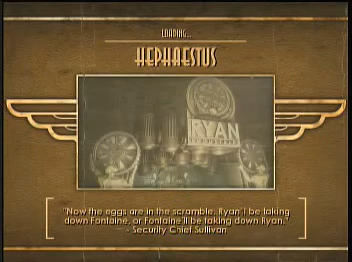 LOADING...
HEPHAESTUS
RYAN
INDUSTRIES
"Now the eggs are in the scramble. Ryan'll be taking
down Fontaine, or Fontaine'll be taking down Ryan."
- Security Chief Sullivan